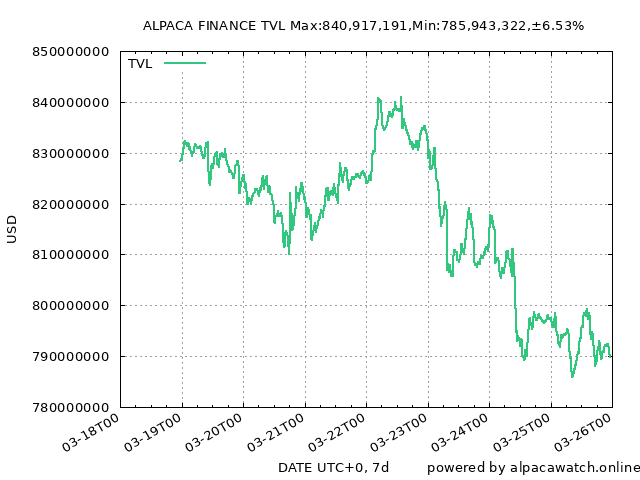 ALPACA FINANCE TVL Max:840,917,191,Min:785,943,322,±6.53%
850000000
TVL
840000000
830000000
820000000
USD
810000000
800000000
790000000
780000000
03-18T00
03-19T00
03-20T00
03-21T00
03-22T00
03-23T00
03-24T00
03-25T00
03-26T00
DATE UTC+0, 7d
powered by alpacawatch.online